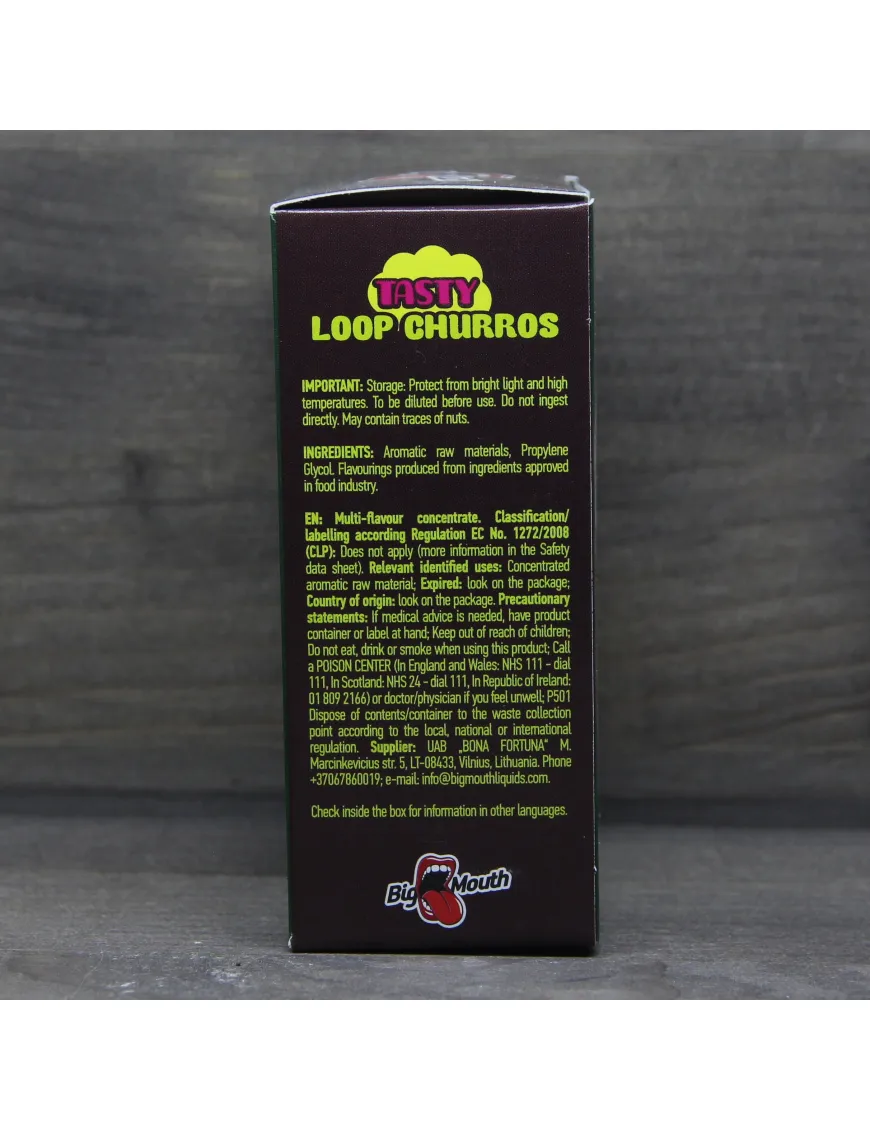 TASTY
LOOP CHURROS
IMPORTANT: Storage: Protect from bright light and high
temperatures. To be diluted before use. Do not ingest
directly. May contain traces of nuts.
INGREDIENTS: Aromatic raw materials, Propylene
Glycol. Flavourings produced from ingredients approved
in food industry.
EN: Multi-flavour concentrate. Classification/
labelling according Regulation EC No. 1272/2008
(CLP): Does not apply (more information in the Safety
data sheet). Relevant identified uses: Concentrated
aromatic raw material; Expired: look on the package;
Country of origin: look on the package. Precautionary
statements: If medical advice is needed, have product
container or label at hand; Keep out of reach of children;
Do not eat, drink or smoke when using this product; Call
a POISON CENTER (In England and Wales: NHS 111 - dial
111, In Scotland: NHS 24 - dial 111, In Republic of Ireland:
01 809 2166) or doctor/physician if you feel unwell; P501
Dispose of contents/container to the waste collection
point according to the local, national or international
regulation. Supplier: UAB „BONA FORTUNA" M.
Marcinkevicius str. 5, LT-08433, Vilnius, Lithuania. Phone
+37067860019; e-mail: info@bigmouthliquids.com.
Check inside the box for information in other languages.
Big Mouth